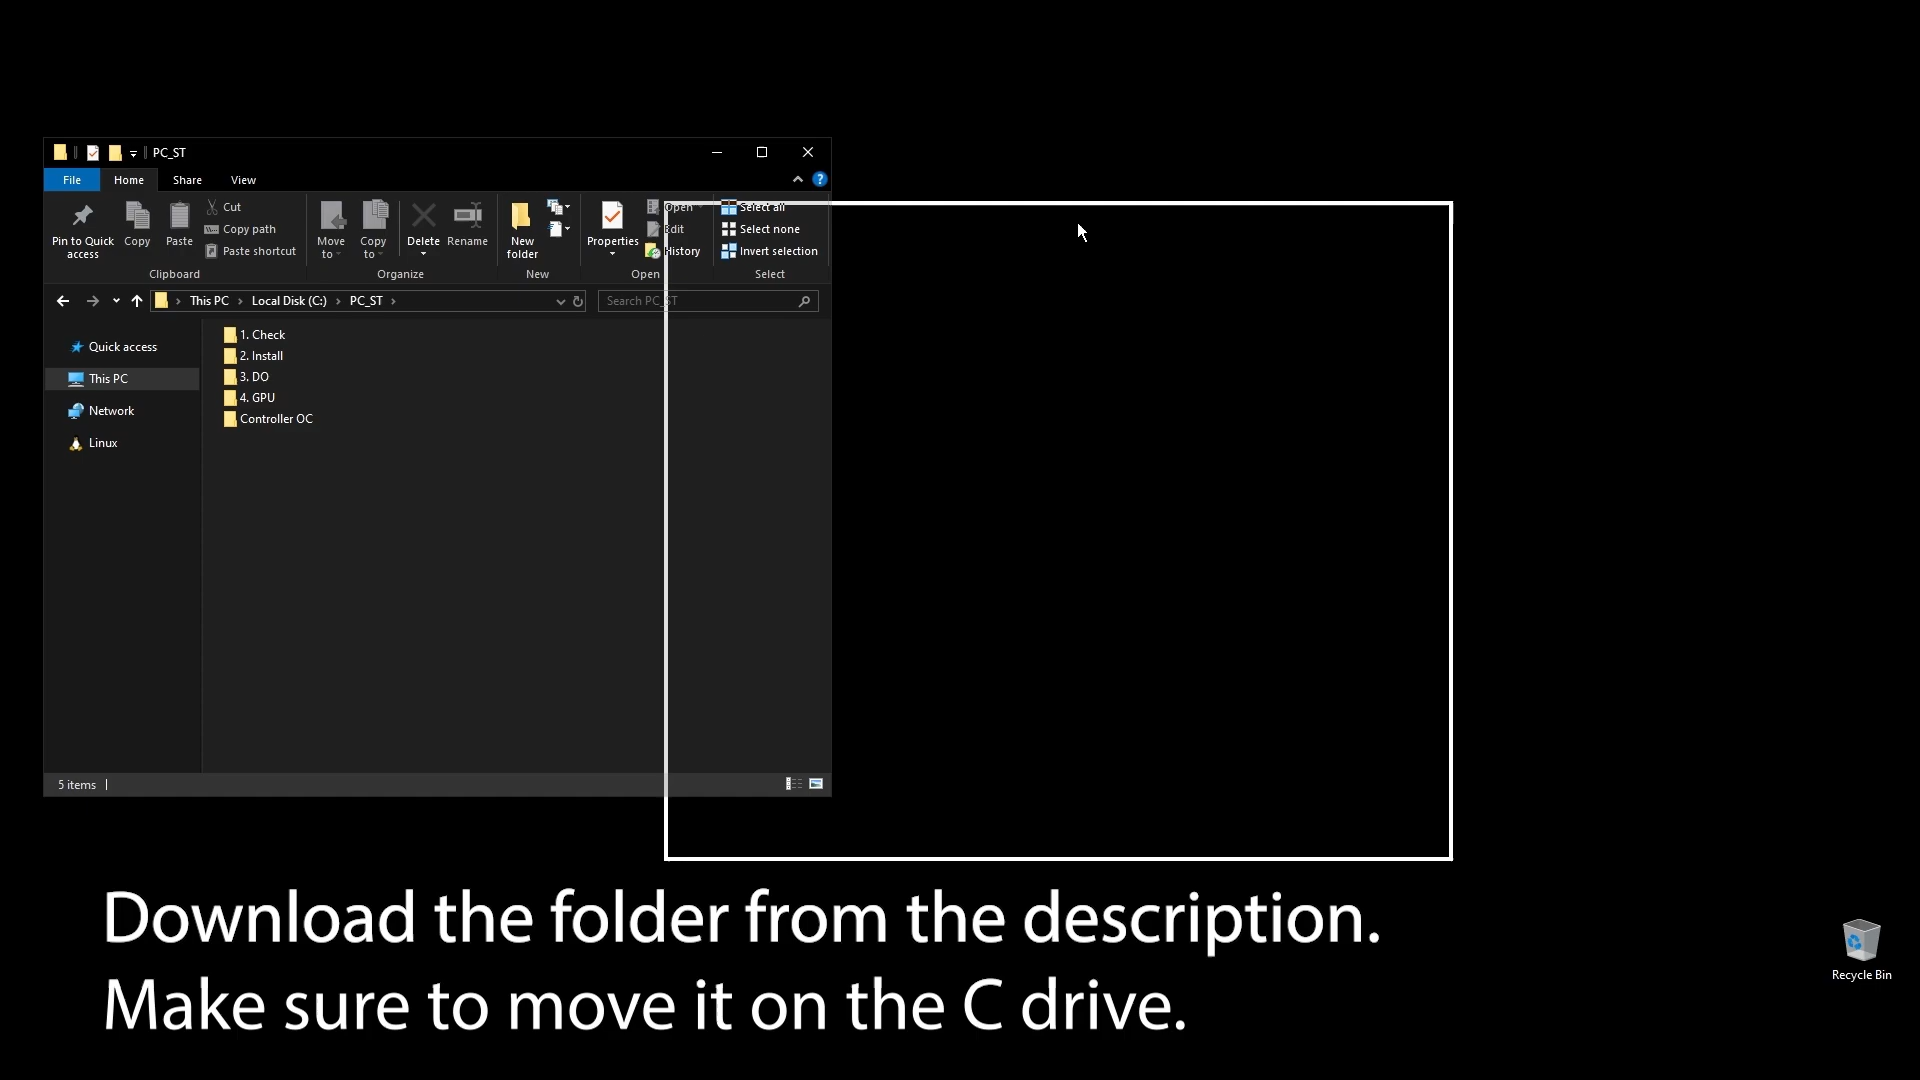 PC_ST
File Home Share View
Pin to Quick access
Copy
Paste
Cut
Copy path
Paste shortcut
Clipboard
Move to
Copy to
Delete
Rename
Organize
New folder
New
Properties
Open
Edit
History
Open
Select all
Select none
Invert selection
Select
This PC > Local Disk (C:) > PC_ST >
Search PC_ST
Quick access
This PC
Network
Linux
1. Check
2. Install
3. DO
4. GPU
Controller OC
5 items
Download the folder from the description.
Make sure to move it on the C drive.
Recycle Bin